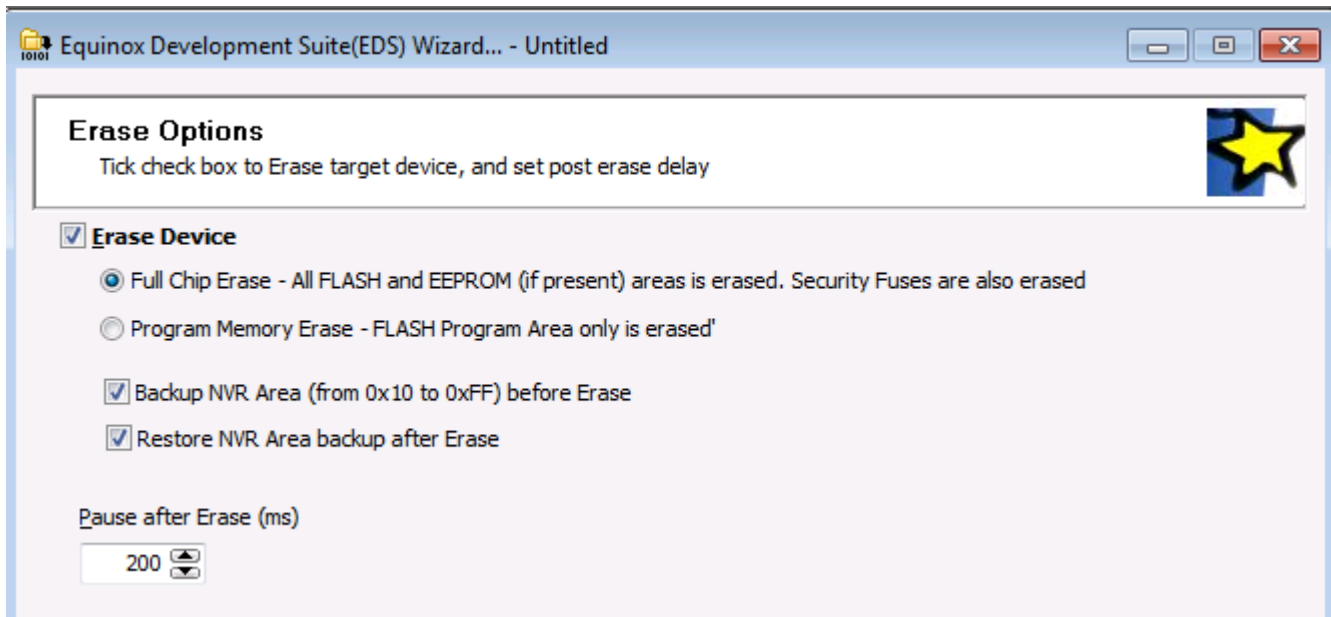 Equinox Development Suite(EDS) Wizard... - Untitled
Erase Options
Tick check box to Erase target device, and set post erase delay
Erase Device
Full Chip Erase - All FLASH and EEPROM (if present) areas is erased. Security Fuses are also erased
Program Memory Erase - FLASH Program Area only is erased'
Backup NVR Area (from 0x10 to 0xFF) before Erase
Restore NVR Area backup after Erase
Pause after Erase (ms)
200